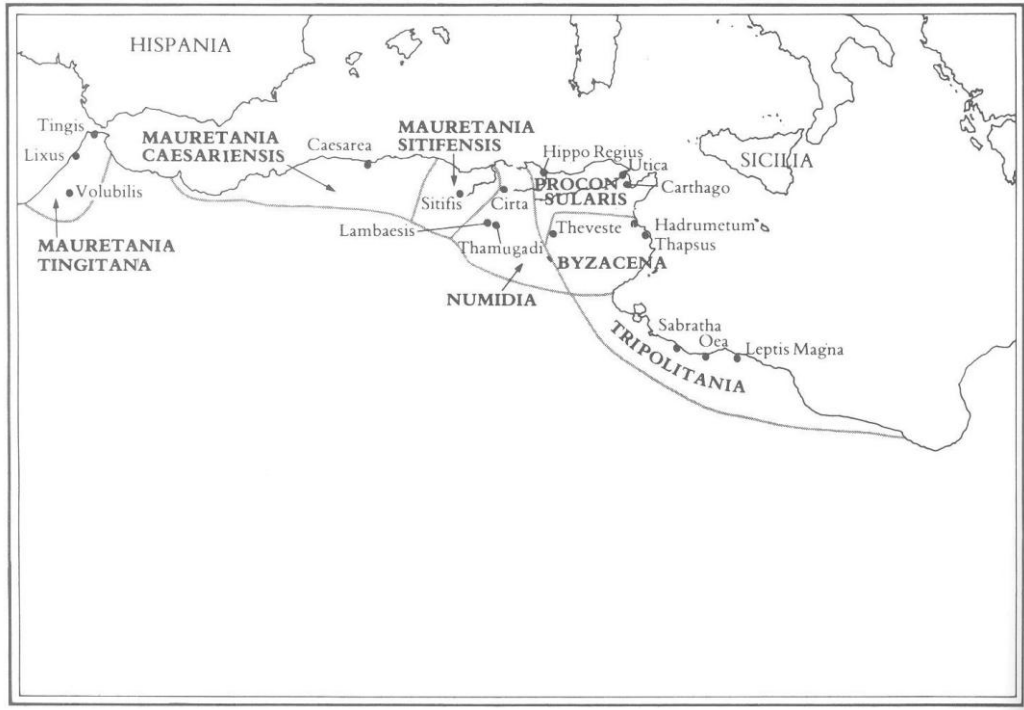 HISPANIA
Tingis
Lixus
Volubilis
MAURETANIA
TINGITANA
MAURETANIA
CAESARIENSIS
Caesarea
MAURETANIA
SITIFENSIS
Sitifis
Cirta
Lambaesis
Thamugadi
NUMIDIA
Hippo Regius
Utica
Carthago
PROCON
SULARIS
SICILIA
Theveste
Hadrumetum
Thapsus
BYZACENA
TRIPOLITANIA
Sabratha
Oea
Leptis Magna